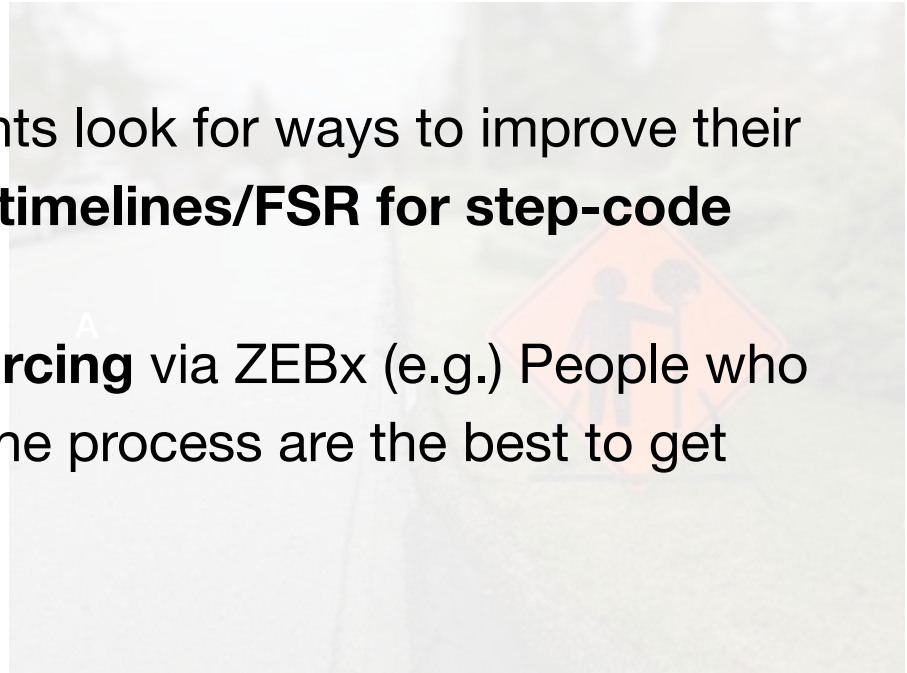 nts look for ways to improve their
timelines/FSR for step-code
A
rcing via ZEBx (e.g.) People who
ne process are the best to get